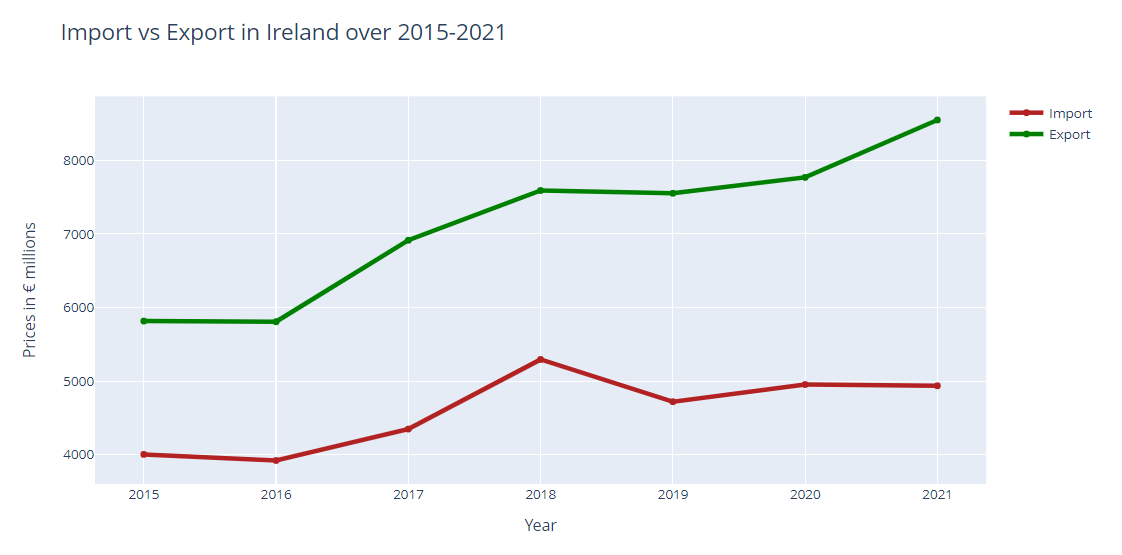 Import vs Export in Ireland over 2015-2021
Import
Export
8000
7000
6000
5000
4000
Prices in € millions
2015 2016 2017 2018 2019 2020 2021
Year